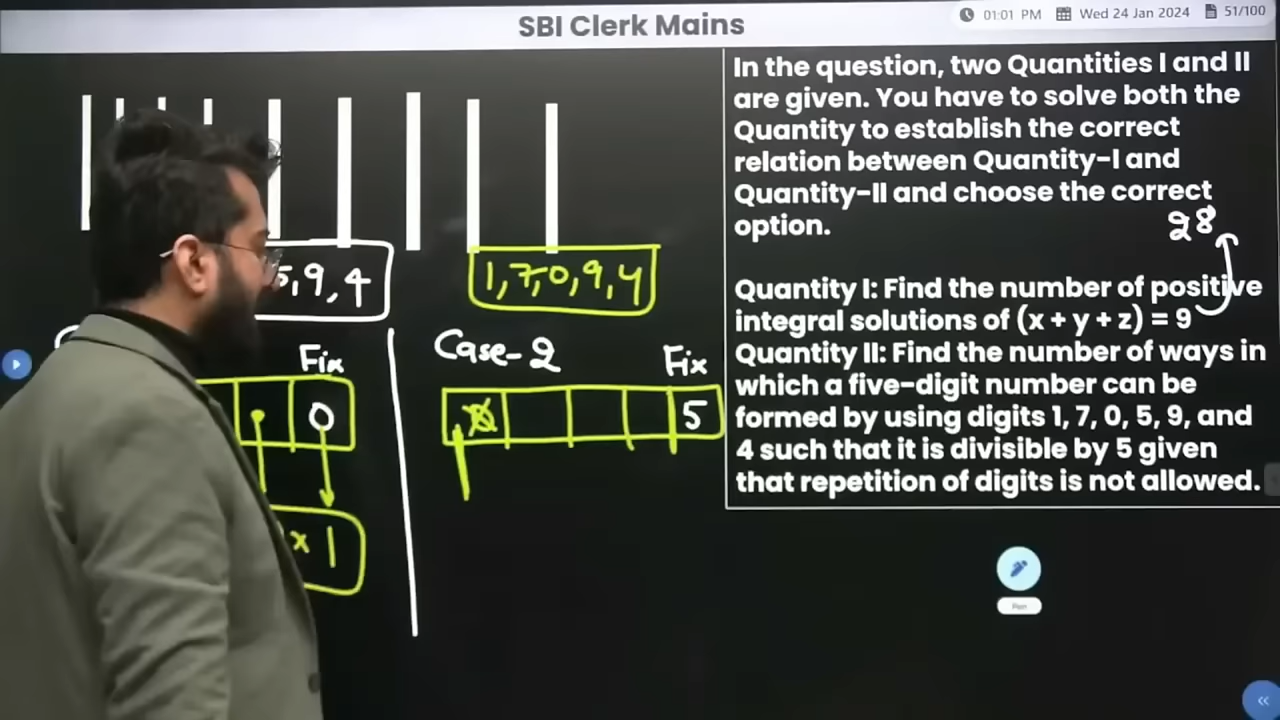 SBI Clerk Mains
01:01 PM Wed 24 Jan 2024 51/100
In the question, two Quantities I and II
are given. You have to solve both the
Quantity to establish the correct
relation between Quantity-I and
Quantity-II and choose the correct
option.
28
Quantity I: Find the number of positive
integral solutions of (x + y + z) = 9
Quantity II: Find the number of ways in
which a five-digit number can be
formed by using digits 1, 7, 0, 5, 9, and
4 such that it is divisible by 5 given
that repetition of digits is not allowed.
5, 9, 4
1, 7, 0, 9, 4
Fix
0
x 1
Case-2
Fix
0 5
Pen